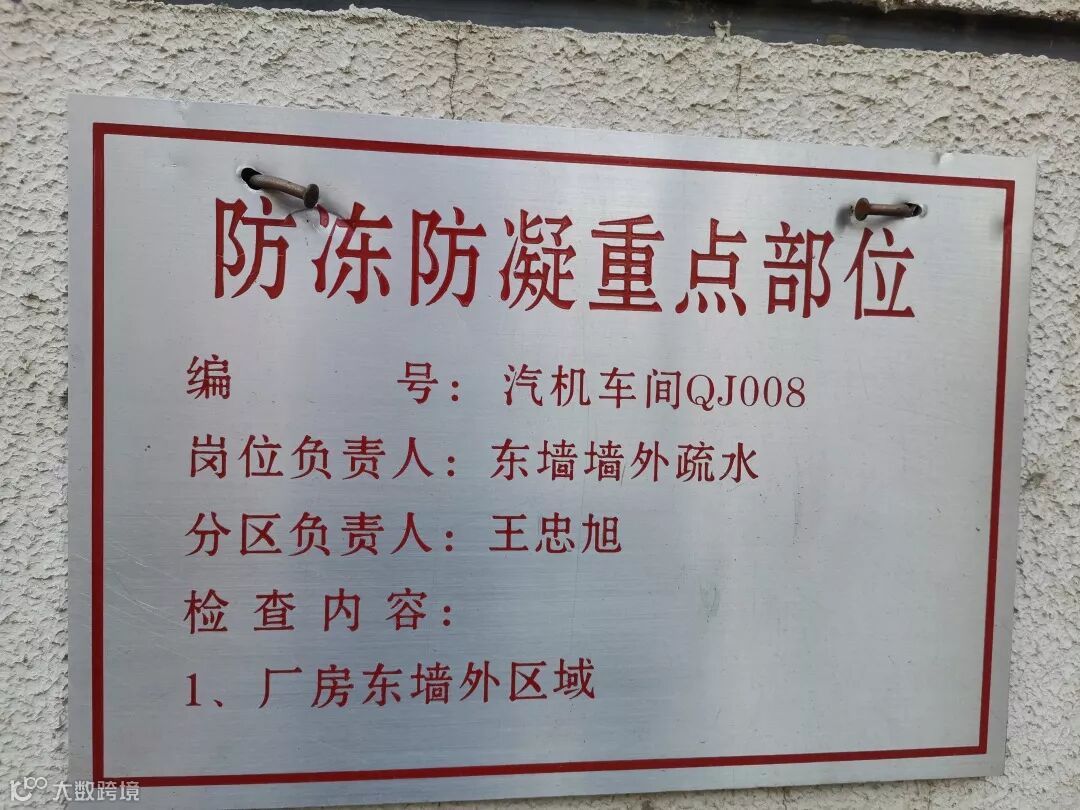 防冻防凝重点部位
编 号：汽机车间QJ008
岗位负责人：东墙墙外疏水
分区负责人：王忠旭
检查内容：
1、厂房东墙外区域
大数跨境